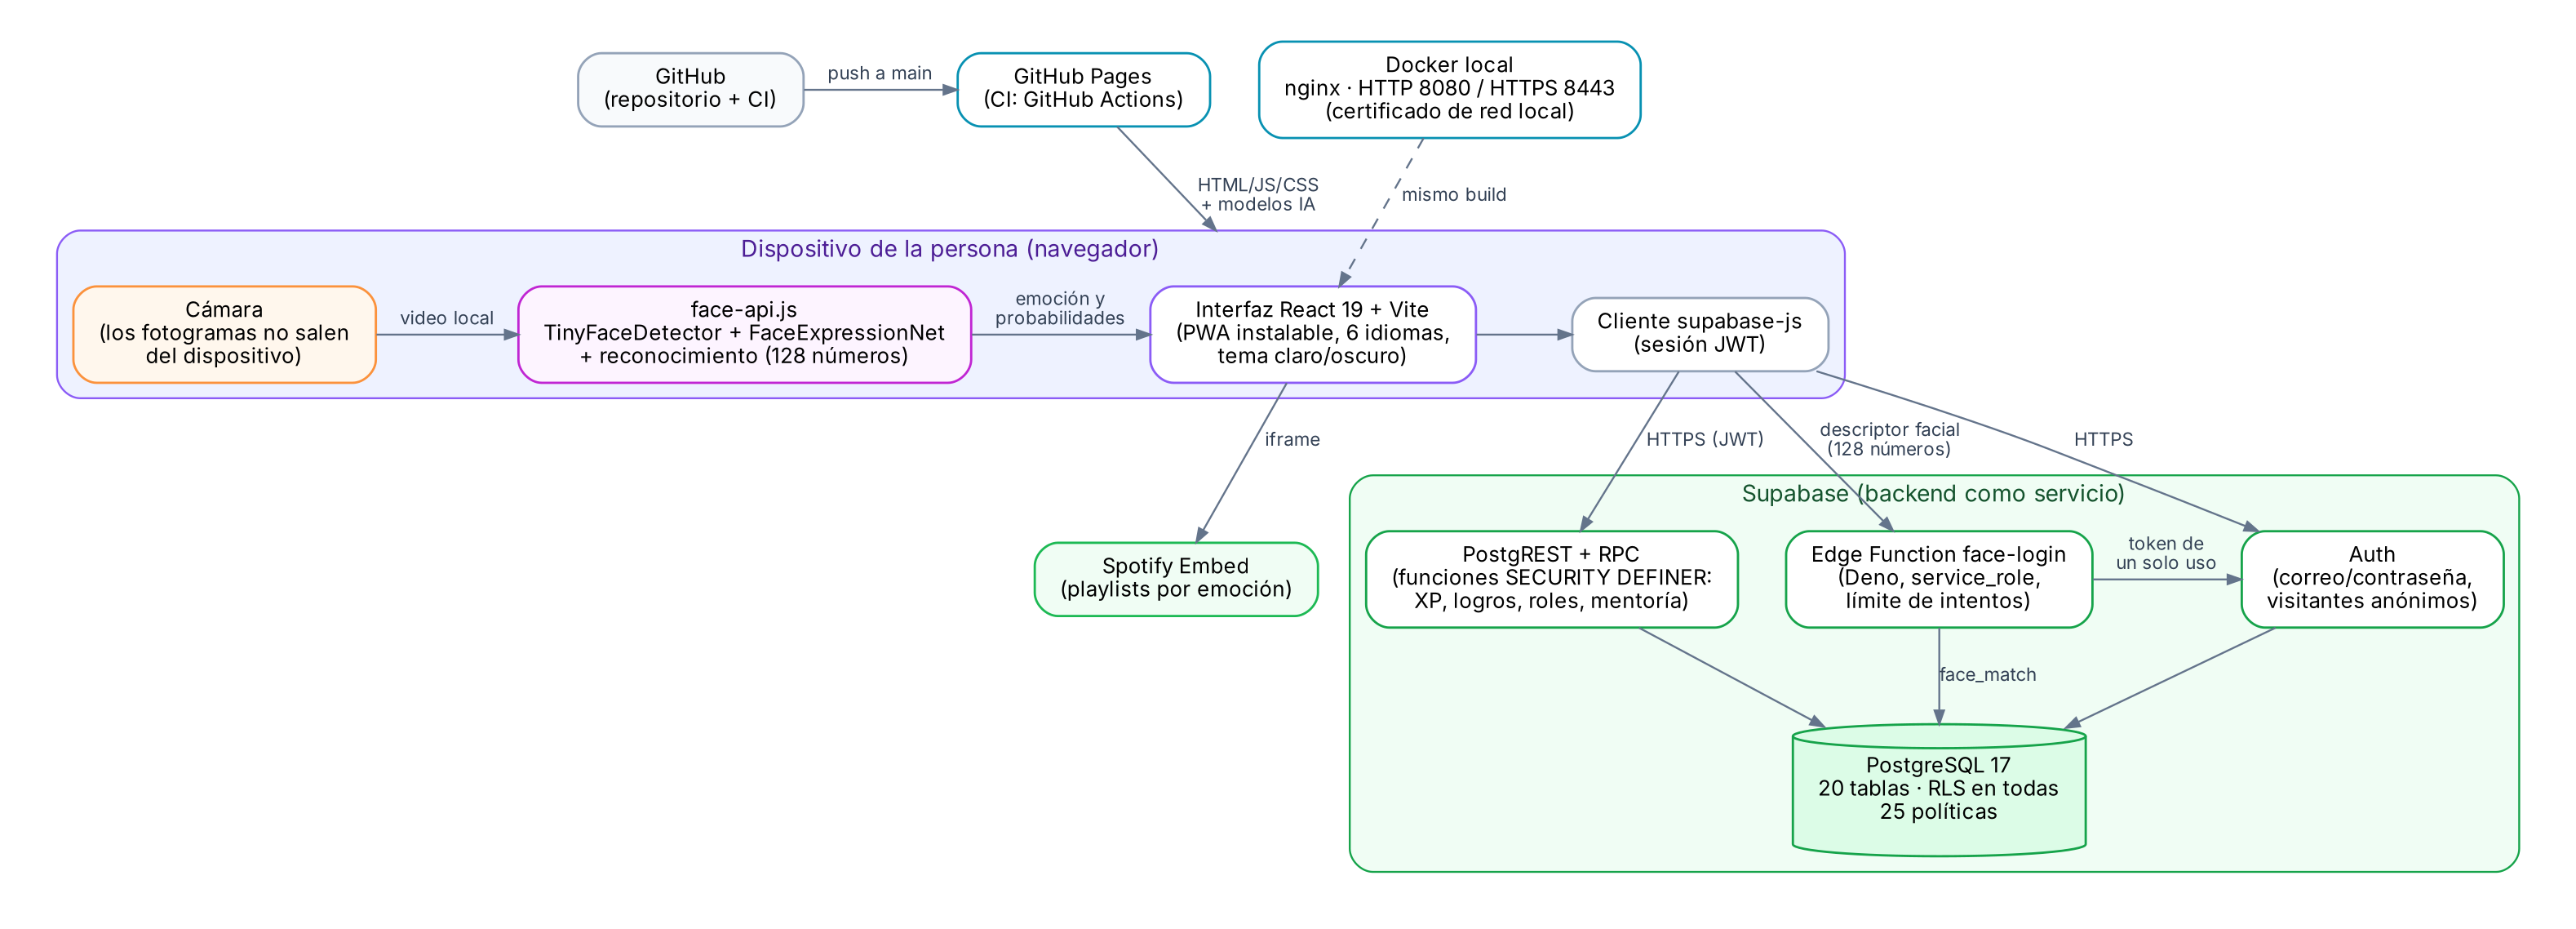 GitHub
(repositorio + CI)
push a main
GitHub Pages
(CI: GitHub Actions)
Docker local
nginx · HTTP 8080 / HTTPS 8443
(certificado de red local)
HTML/JS/CSS
+ modelos IA
mismo build
Dispositivo de la persona (navegador)
Cámara
(los fotogramas no salen
del dispositivo)
video local
face-api.js
TinyFaceDetector + FaceExpressionNet
+ reconocimiento (128 números)
emoción y
probabilidades
Interfaz React 19 + Vite
(PWA instalable, 6 idiomas,
tema claro/oscuro)
Cliente supabase-js
(sesión JWT)
iframe
HTTPS (JWT)
descriptor facial
(128 números)
HTTPS
Spotify Embed
(playlists por emoción)
Supabase (backend como servicio)
PostgREST + RPC
(funciones SECURITY DEFINER:
XP, logros, roles, mentoría)
Edge Function face-login
(Deno, service_role,
límite de intentos)
token de
un solo uso
Auth
(correo/contraseña,
visitantes anónimos)
face_match
PostgreSQL 17
20 tablas · RLS en todas
25 políticas